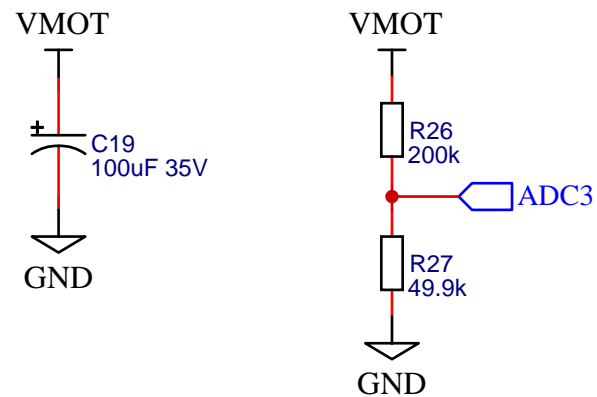 VMOT
C19
100uF 35V
GND
VMOT
R26
200k
ADC3
R27
49.9k
GND